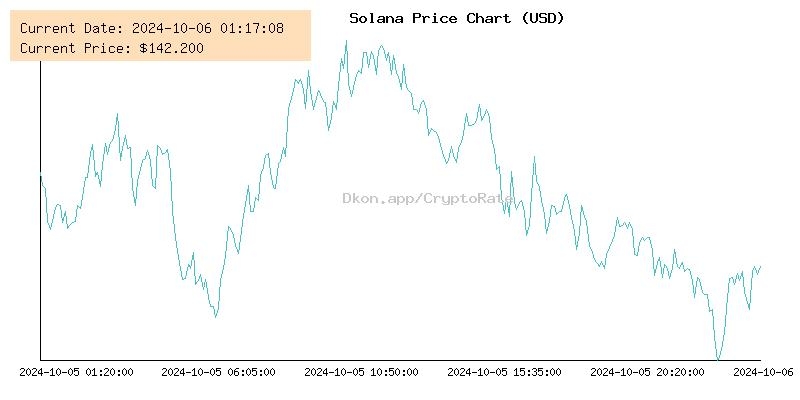 Solana Price Chart (USD)
Current Date: 2024-10-06 01:17:08
Current Price: $142.200
Dkon.app/CryptoRate
2024-10-05 01:20:00 2024-10-05 06:05:00 2024-10-05 10:50:00 2024-10-05 15:35:00 2024-10-05 20:20:00 2024-10-06